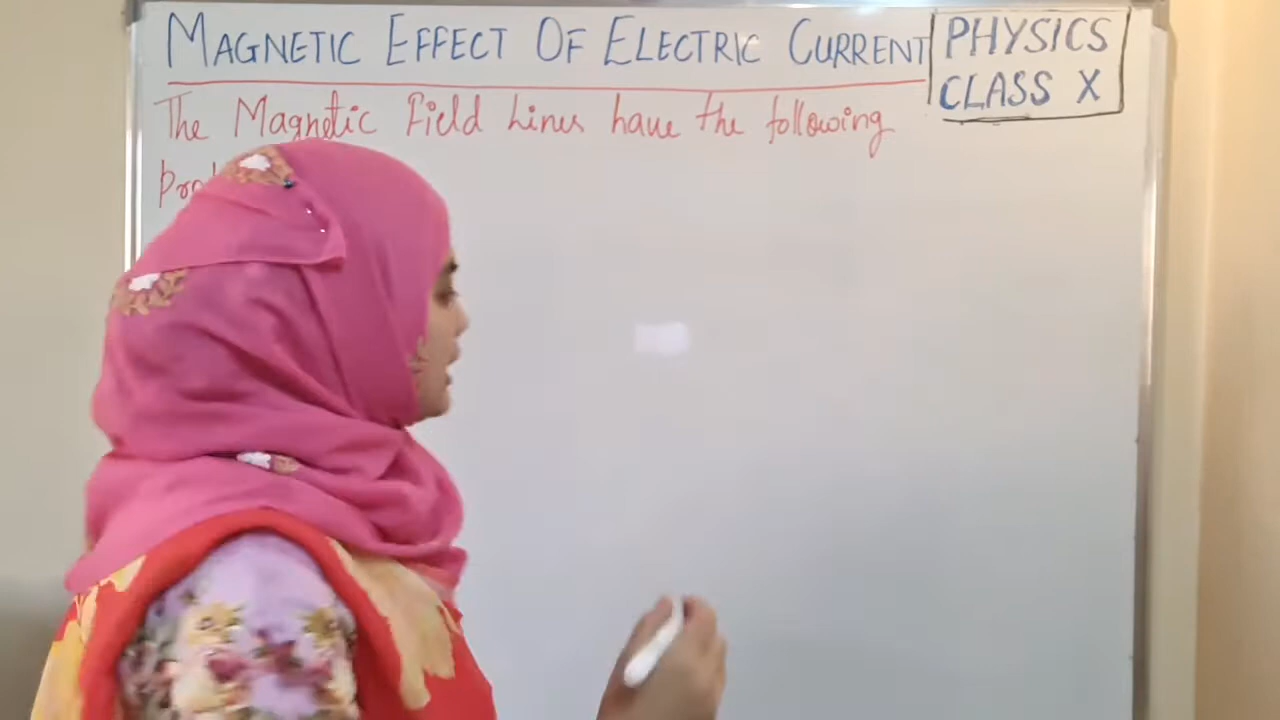 MAGNETIC EFFECT OF ELECTRIC CURRENT
PHYSICS
CLASS X
The Magnetic Field Lines have the following